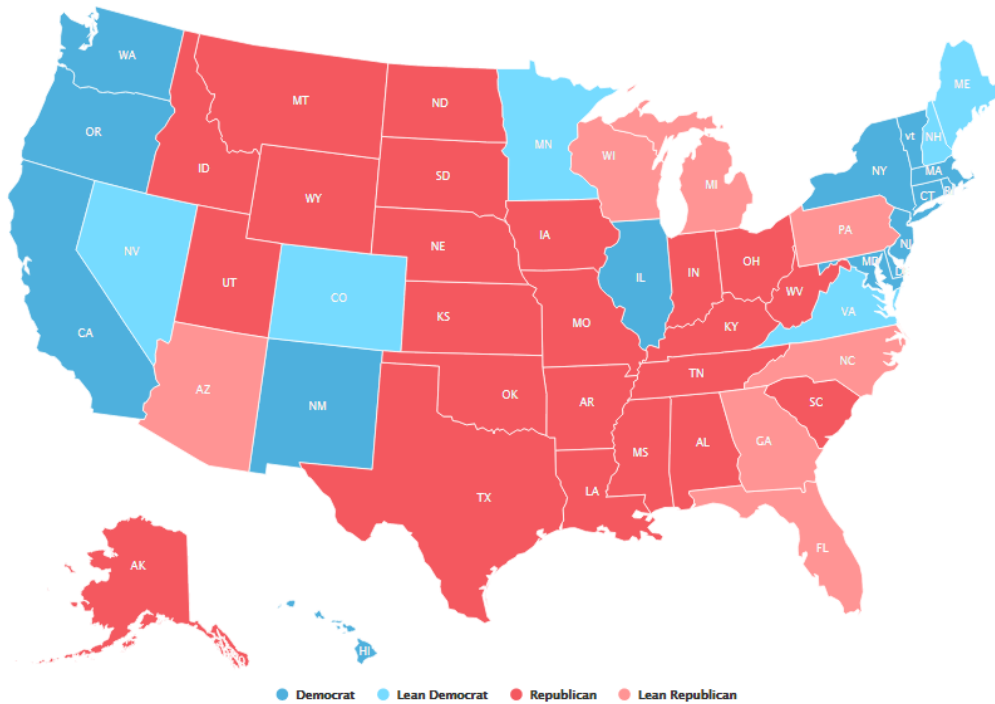 WA
MT
ND
MN
ME
OR
ID
SD
WI
MI
NY
vt
NH
MA
CT
WY
IA
NE
PA
NJ
NV
UT
CO
IL
IN
OH
MD
WV
VA
CA
KS
MO
KY
AZ
NM
OK
AR
TN
NC
SC
MS
AL
GA
TX
LA
FL
AK
HI
Democrat Lean Democrat Republican Lean Republican